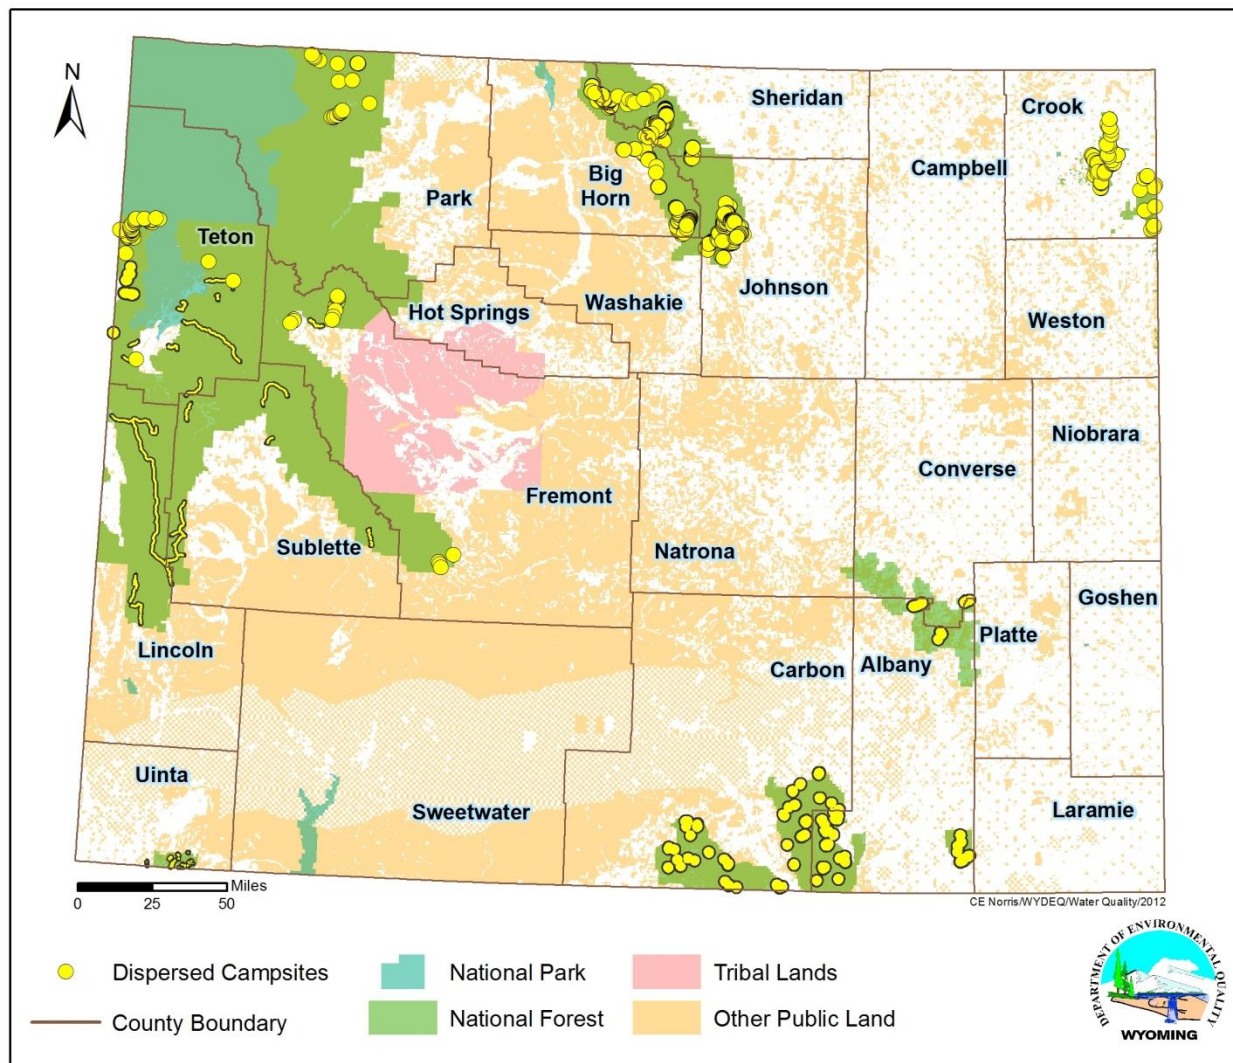 N
Sheridan
Crook
Campbell
Big
Horn
Park
Teton
Johnson
Washakie
Hot Springs
Weston
Niobrara
Converse
Fremont
Natrona
Sublette
Goshen
Platte
Lincoln
Carbon
Albany
Uinta
Sweetwater
Laramie
Miles
0 25 50
CE Norris/WYDEQ/Water Quality/2012
Dispersed Campsites
National Park
Tribal Lands
County Boundary
National Forest
Other Public Land
DEPARTMENT OF ENVIRONMENTAL QUALITY
WYOMING